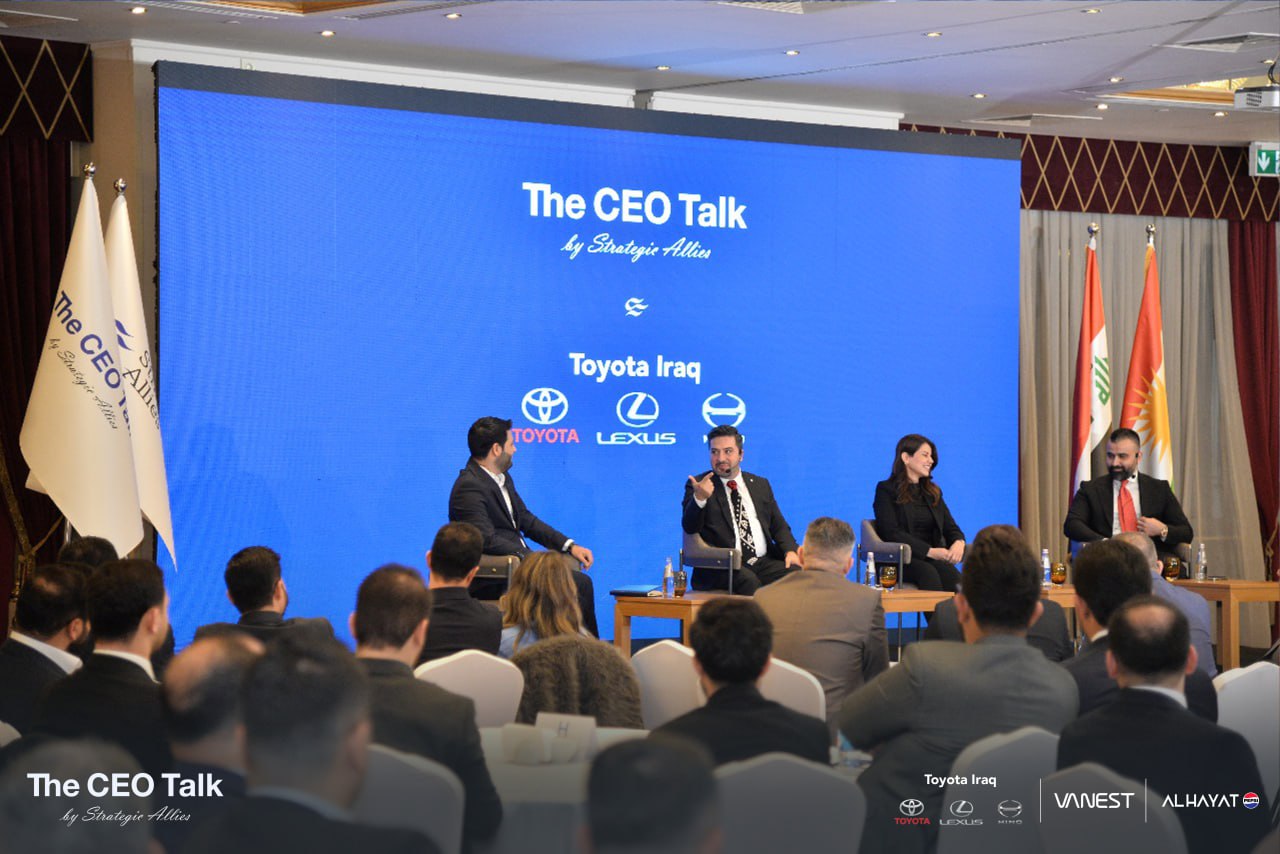 The CEO Talk
by Strategic Allies
Toyota Iraq
TOYOTA
LEXUS
The CEO
by Strategic Allies
H
The CEO Talk
by Strategic Allies
Toyota Iraq
TOYOTA
LEXUS
HINO
VANEST
ALHAYAT
pepsi